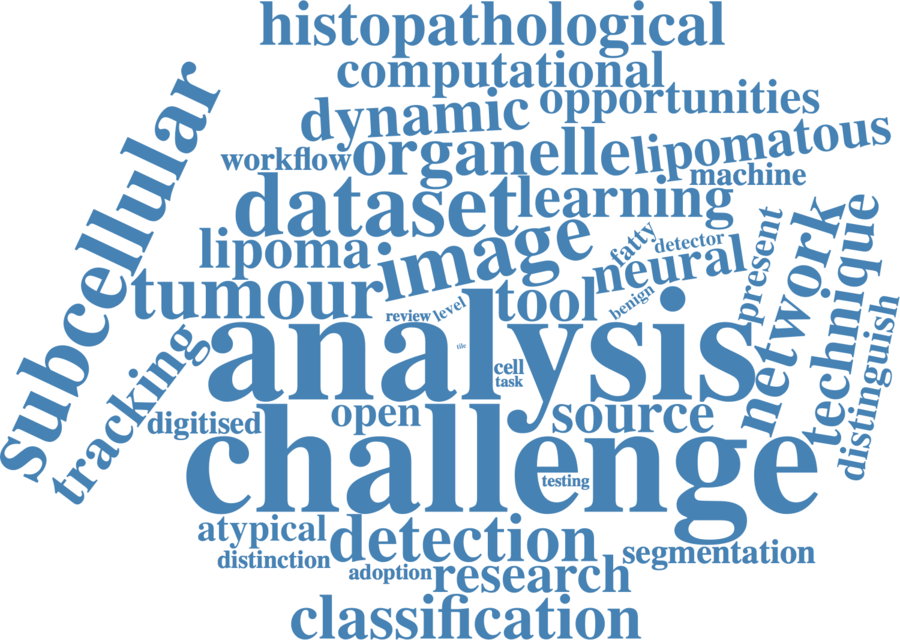 histopathological
computational
opportunities
dynamic
workflow
organelle
lipomatous
machine
subcellular
dataset
learning
lipoma
image
fatty
detector
neural
present
network
technique
distinguish
tumour
tool
benign
review
level
analysis
tile
cell
task
tracking
digitised
open
source
challenge
testing
atypical
detection
segmentation
distinction
adoption
research
classification